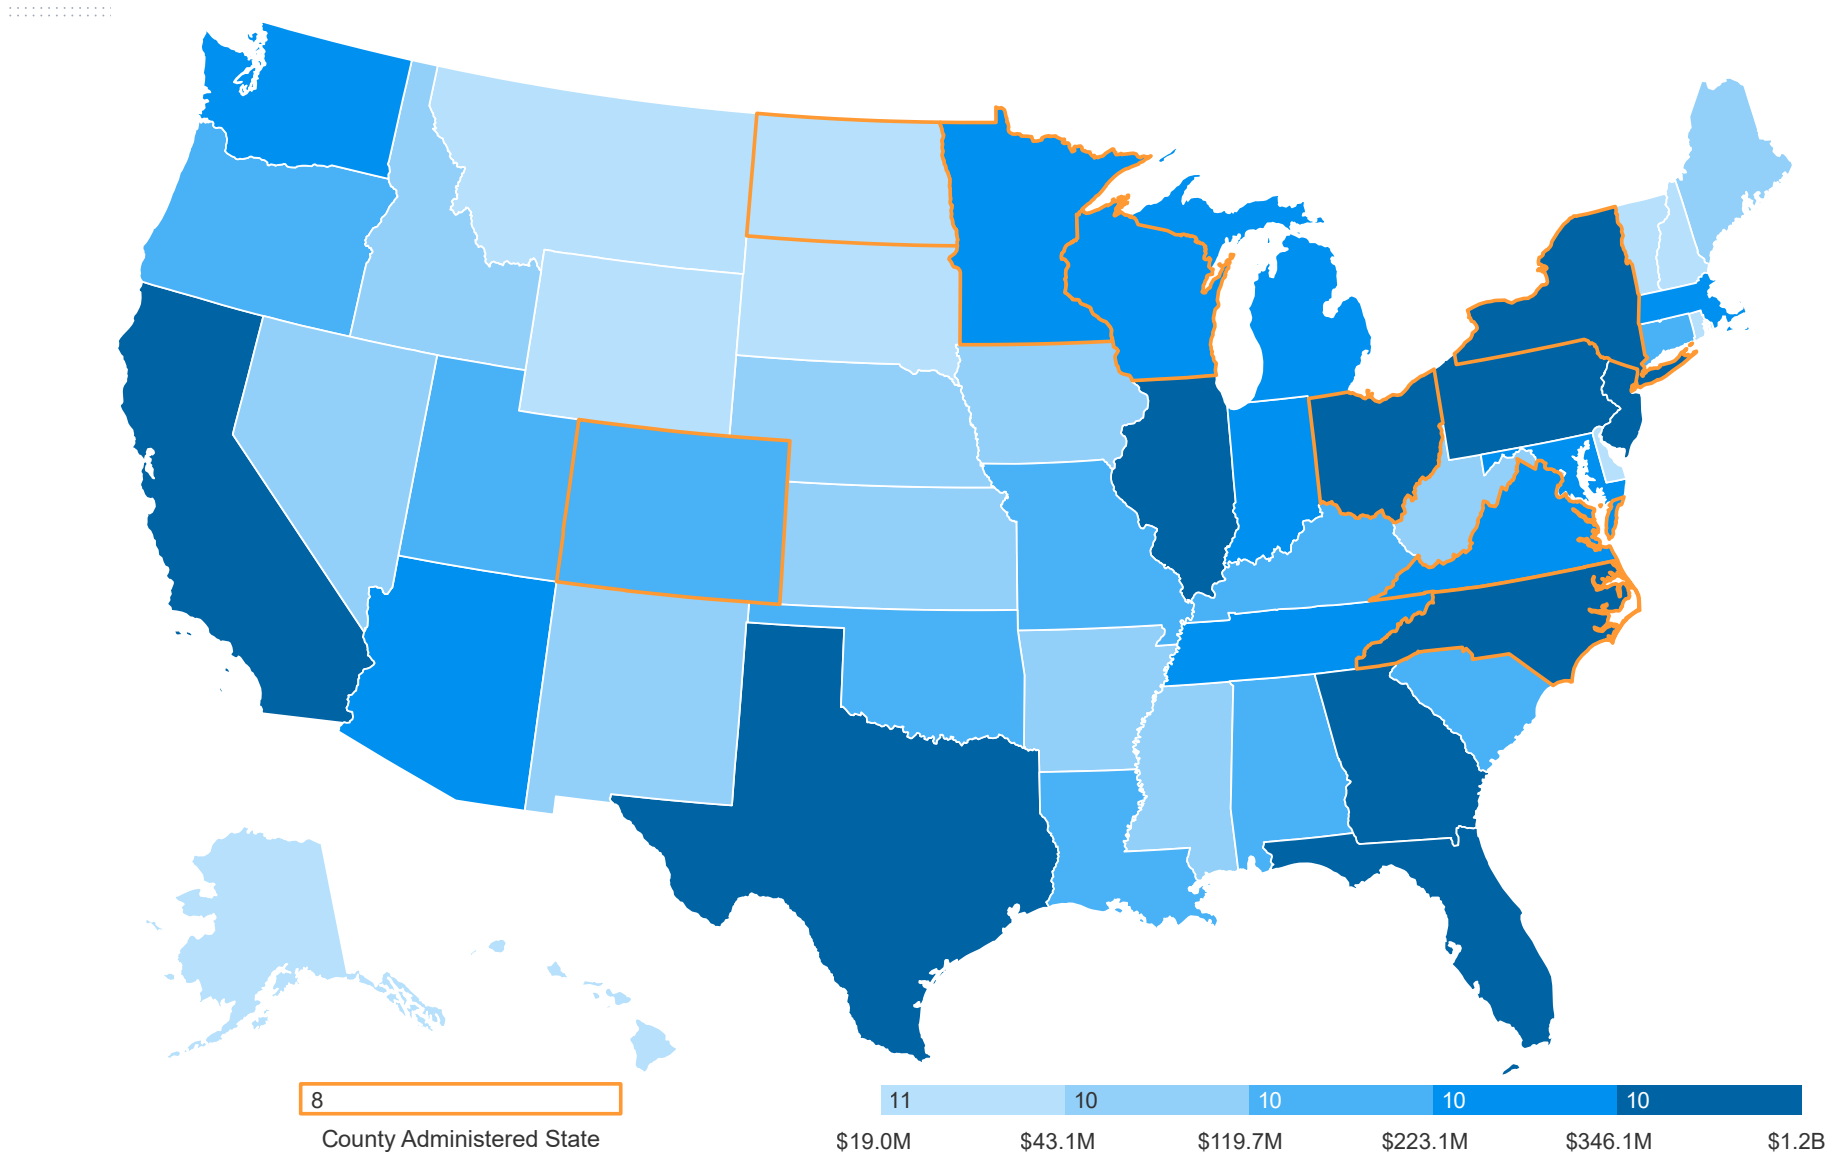 8
County Administered State
11 10 10 10 10
$19.0M $43.1M $119.7M $223.1M $346.1M $1.2B